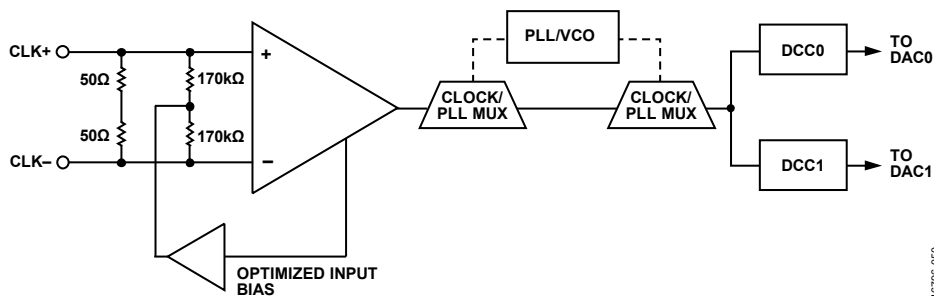 CLK+
CLK–
50Ω
50Ω
170kΩ
170kΩ
+
–
OPTIMIZED INPUT
BIAS
PLL/VCO
CLOCK/
PLL MUX
CLOCK/
PLL MUX
DCC0
TO
DAC0
DCC1
TO
DAC1